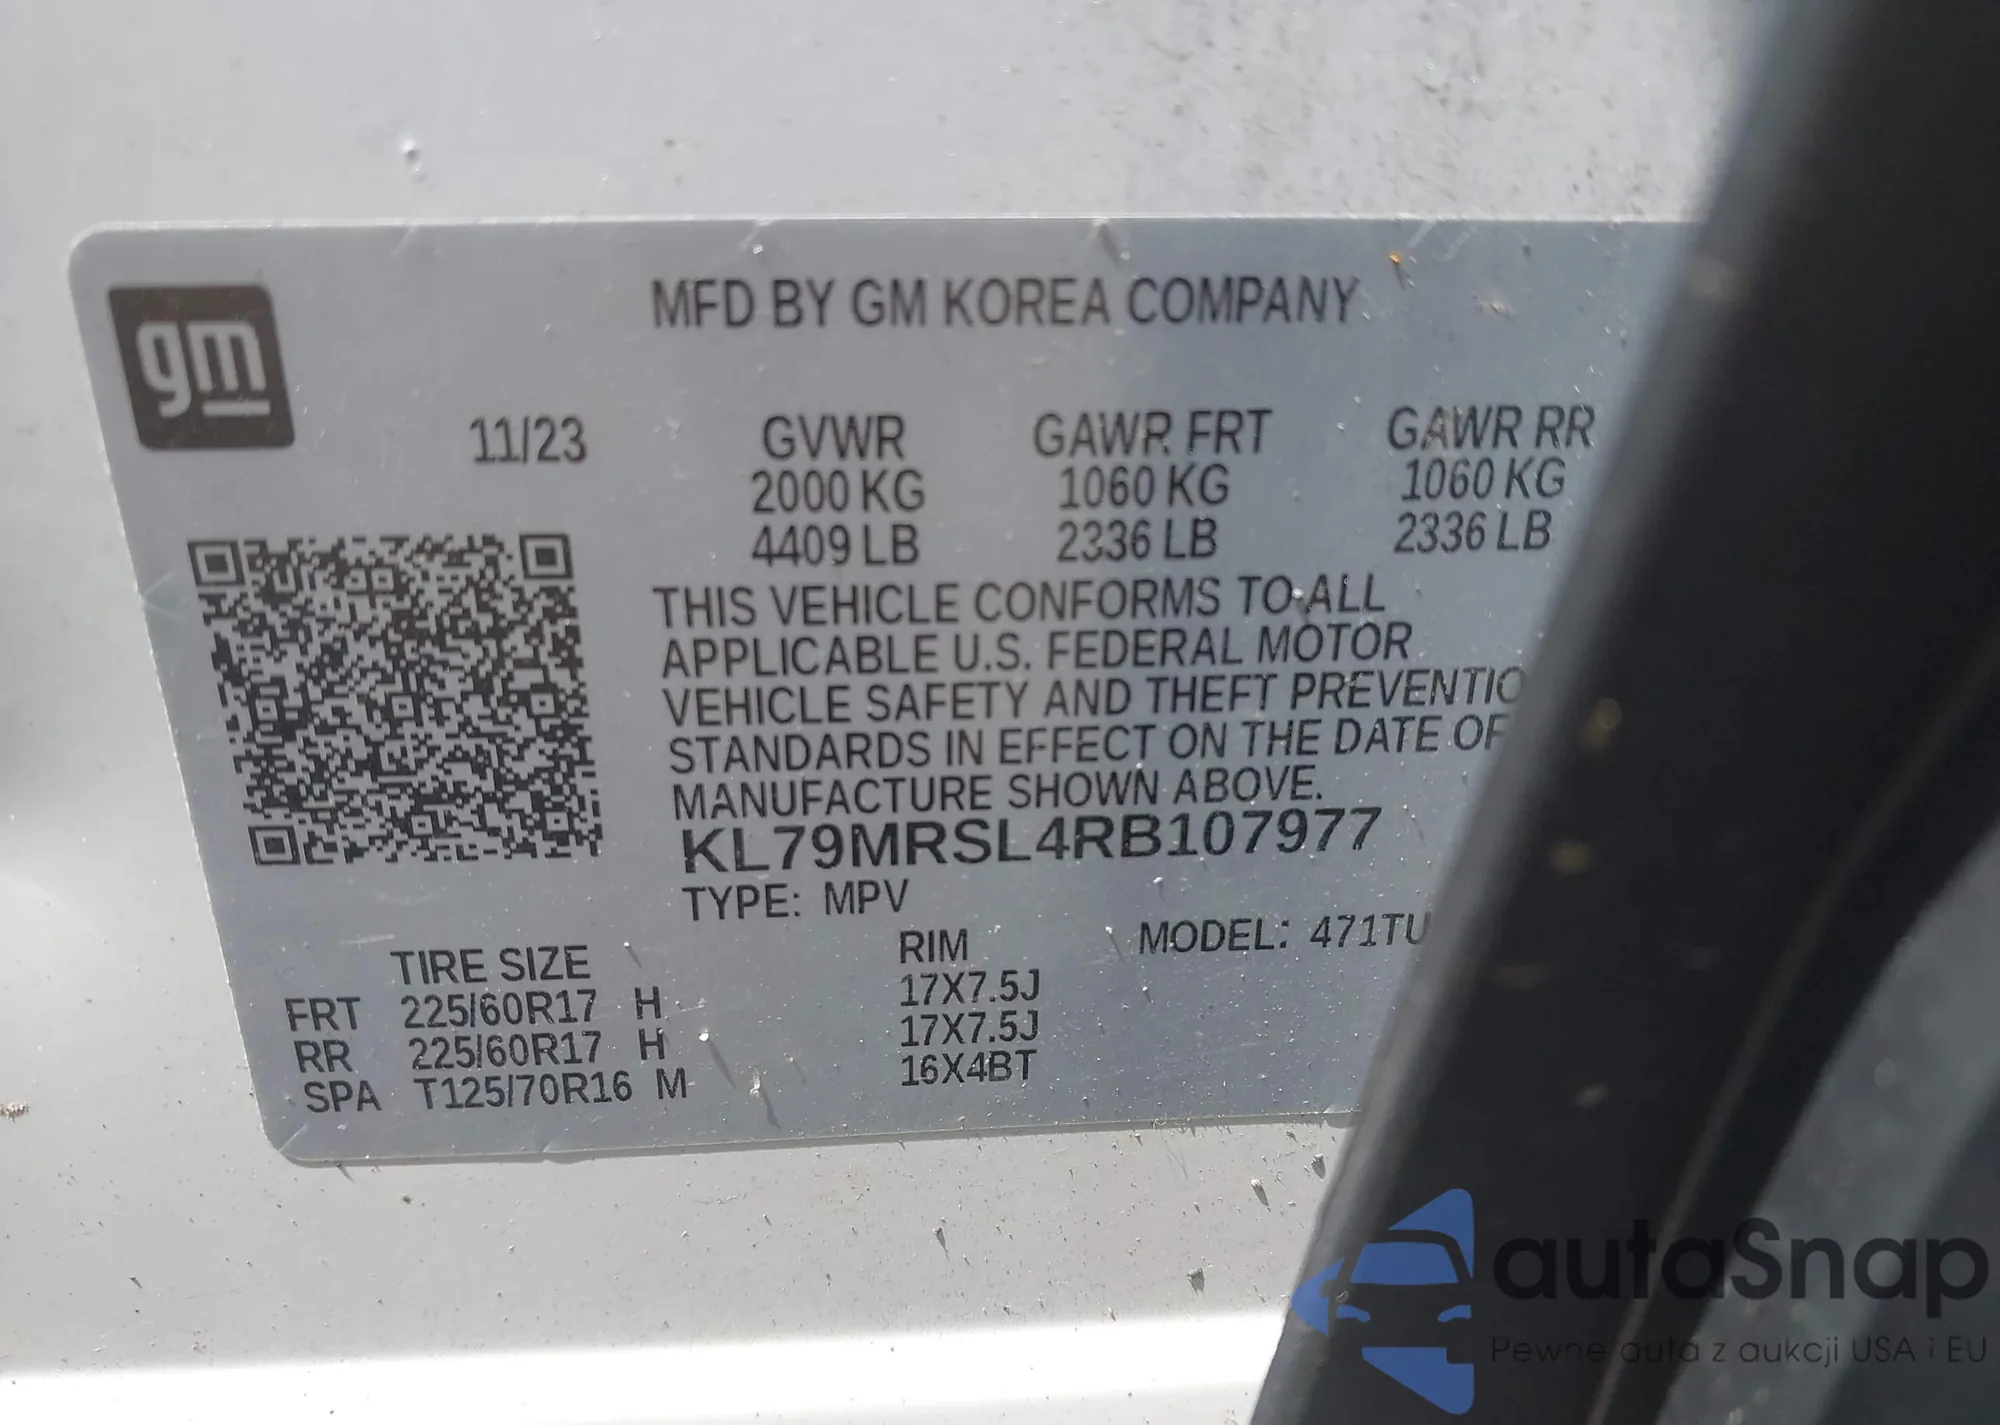 gm
MFD BY GM KOREA COMPANY
11/23 GVWR GAWR FRT GAWR RR
2000 KG 1060 KG 1060 KG
4409 LB 2336 LB 2336 LB
THIS VEHICLE CONFORMS TO ALL
APPLICABLE U.S. FEDERAL MOTOR
VEHICLE SAFETY AND THEFT PREVENTIO
STANDARDS IN EFFECT ON THE DATE OF
MANUFACTURE SHOWN ABOVE.
KL79MRSL4RB107977
TYPE: MPV MODEL: 471TU
TIRE SIZE RIM
FRT 225/60R17 H 17X7.5J
RR 225/60R17 H 17X7.5J
SPA T125/70R16 M 16X4BT
autaSnap
Pewne auta z aukcji USA i EU